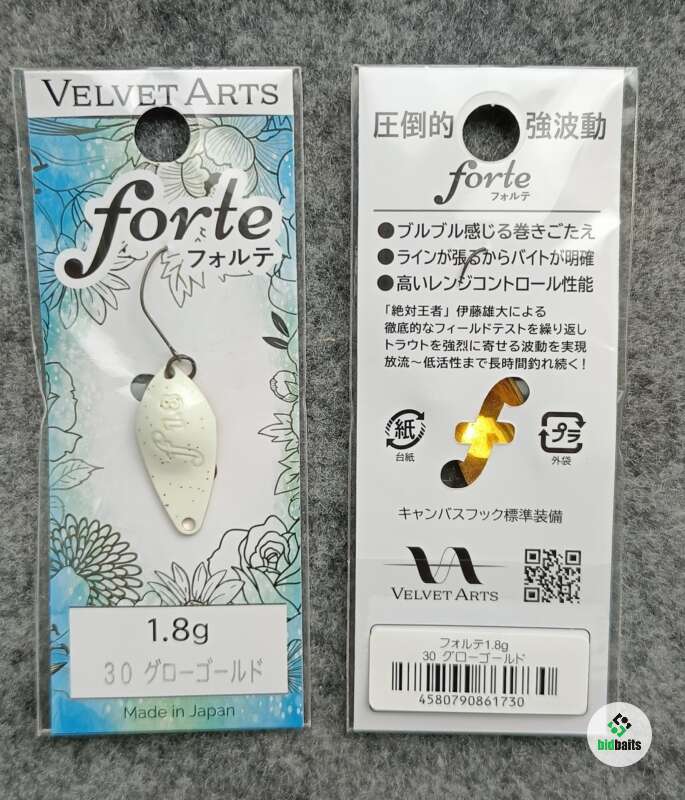 VELVET ARTS
forte
フォルテ
1.8g
30 グローゴールド
Made in Japan
圧倒的 強波動
forte
フォルテ
●ブルブル感じる巻きごたえ
●ラインが張るからバイトが明確
●高いレンジコントロール性能
「絶対王者」伊藤雄大による
徹底的なフィールドテストを繰り返し
トラウトを強烈に寄せる波動を実現
放流～低活性まで長時間釣れ続く!
紙
台紙
プラ
外袋
キャンバスフック標準装備
VELVET ARTS
フォルテ1.8g
30 グローゴールド
4580790861730
bidbaits